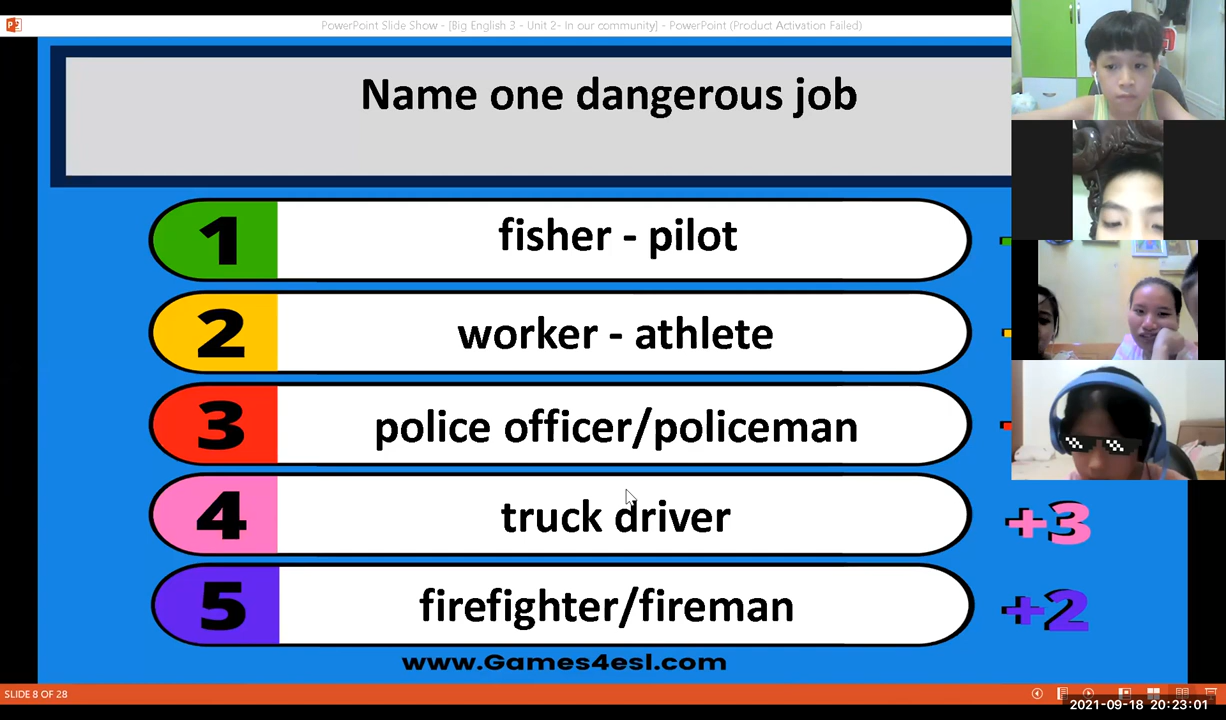 PowerPoint Slide Show - [Big English 3 - Unit 2- In our community] - PowerPoint (Product Activation Failed)
Name one dangerous job
1 fisher - pilot
2 worker - athlete
3 police officer/policeman
4 truck driver +3
5 firefighter/fireman +2
www.Games4esl.com
SLIDE 8 OF 28
2021-09-18 20:23:01